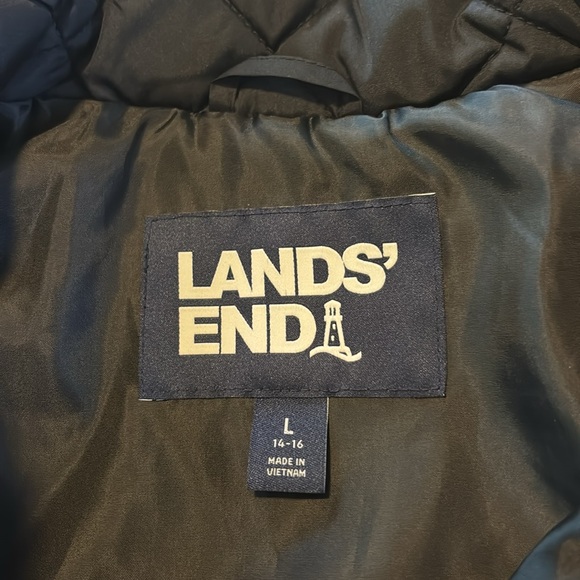 LANDS'
END
L
14-16
MADE IN
VIETNAM